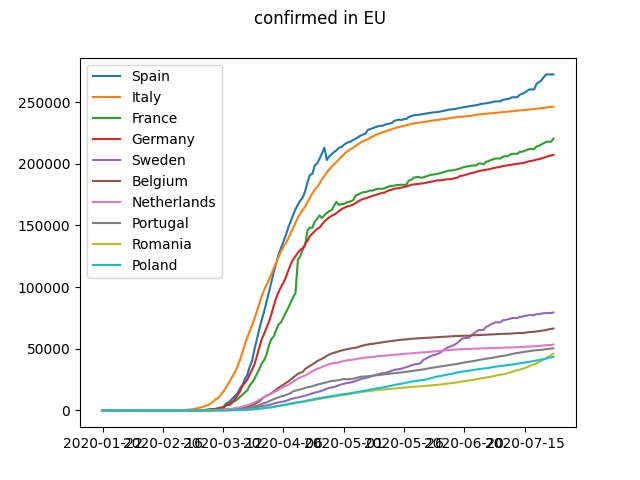 confirmed in EU
Spain
Italy
France
Germany
Sweden
Belgium
Netherlands
Portugal
Romania
Poland
250000
200000
150000
100000
50000
0
2020-01-22 2020-02-16 2020-03-12 2020-04-06 2020-05-01 2020-05-26 2020-06-20 2020-07-15